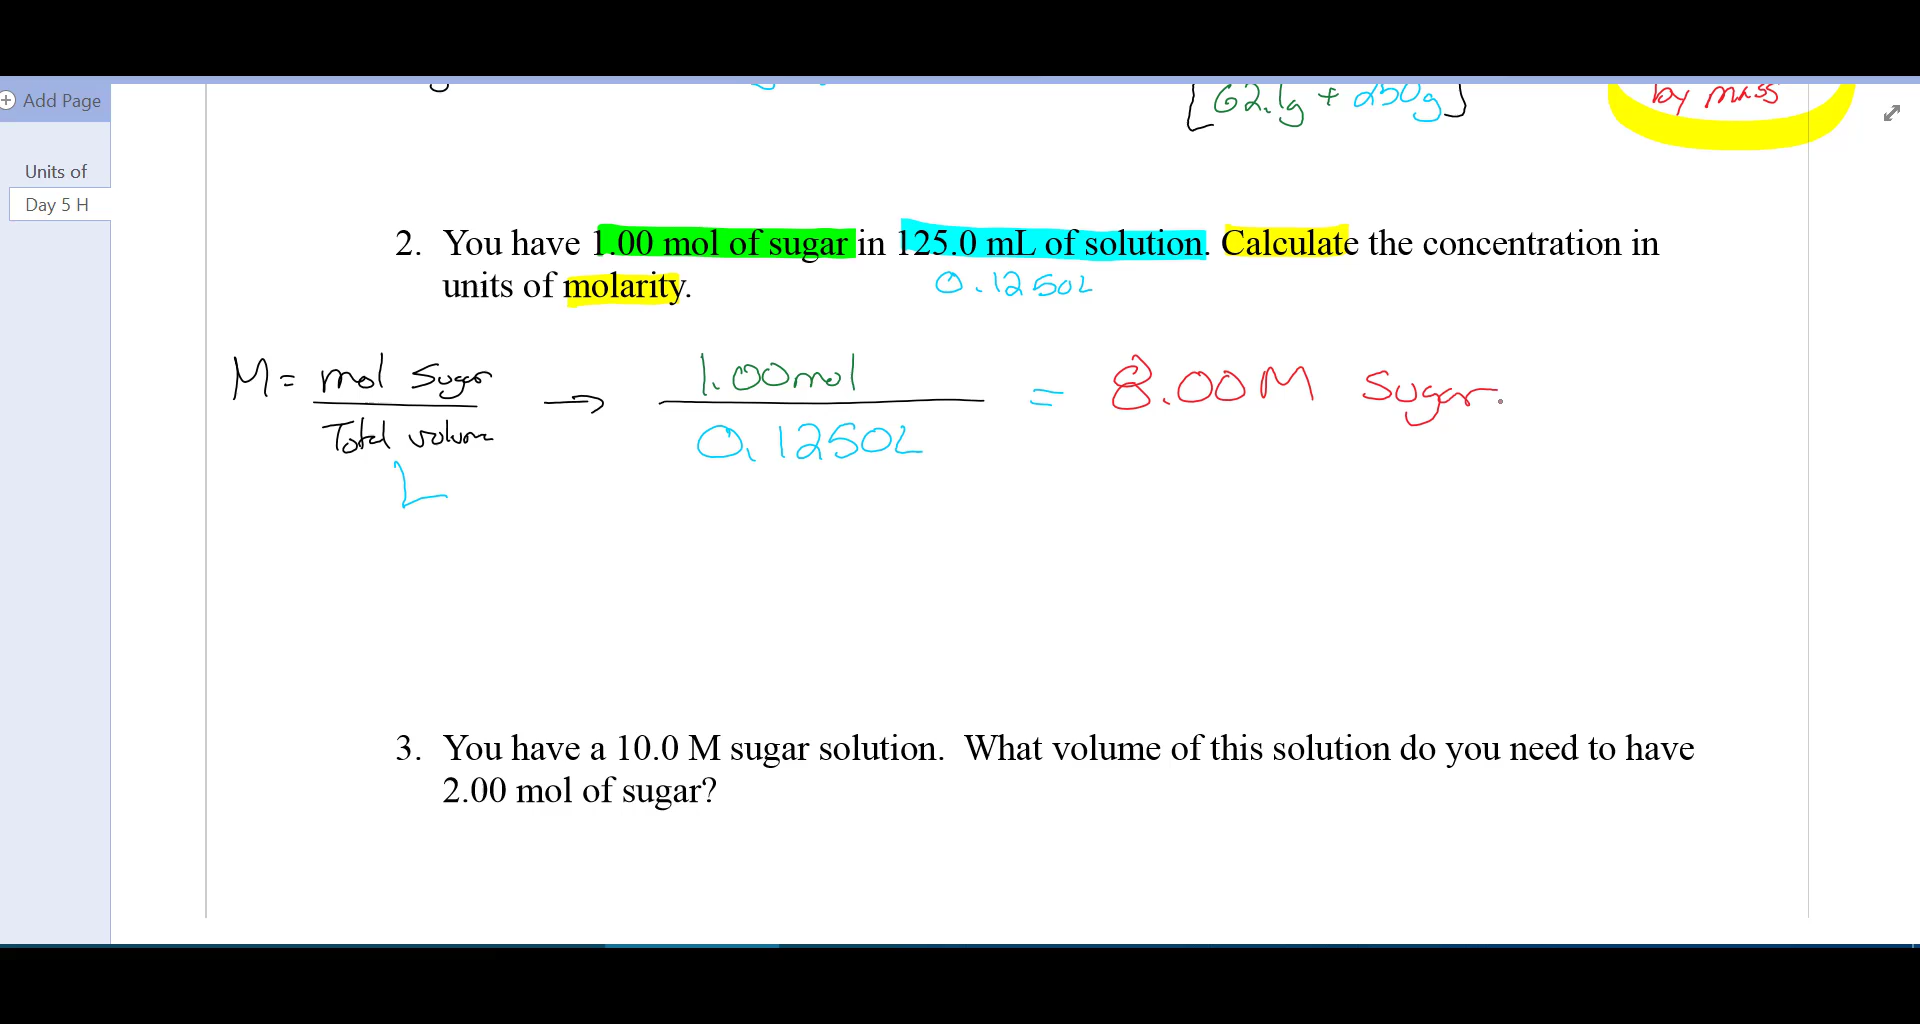 Add Page
Units of
Day 5 H
[62.1g + 250g]
by mass
2. You have 1.00 mol of sugar in 125.0 mL of solution. Calculate the concentration in
units of molarity.
0.1250L
M = mol Sugar / Total volume L → 1.00mol / 0.1250L = 8.00M Sugar
3. You have a 10.0 M sugar solution. What volume of this solution do you need to have
2.00 mol of sugar?